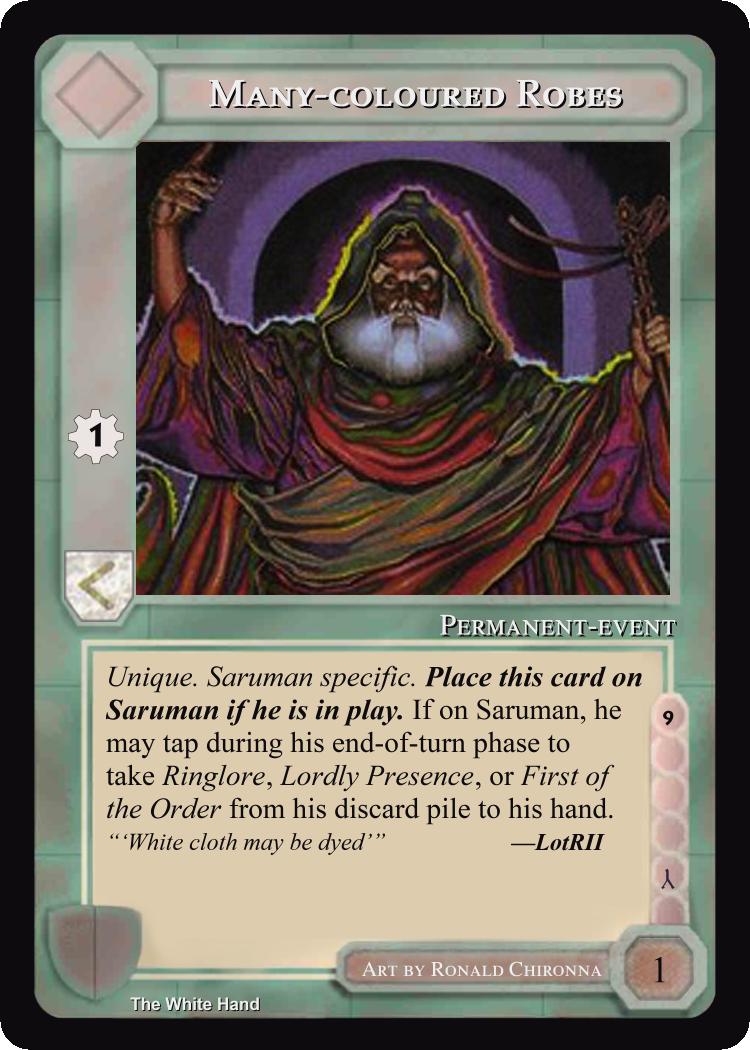 Many-coloured Robes
1
Permanent-event
Unique. Saruman specific. Place this card on
Saruman if he is in play. If on Saruman, he
may tap during his end-of-turn phase to
take Ringlore, Lordly Presence, or First of
the Order from his discard pile to his hand.
“‘White cloth may be dyed’” —LotRII
9
Art by Ronald Chironna
1
The White Hand